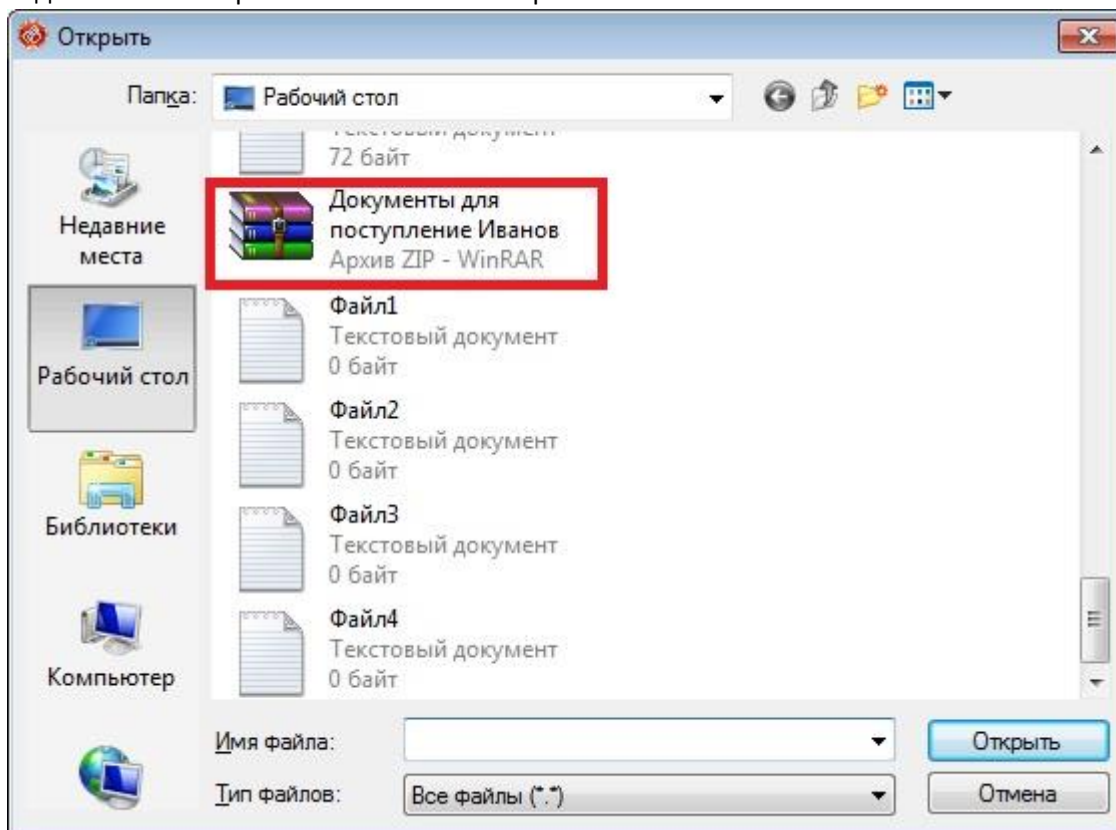 Открыть
Папка:
Рабочий стол
Текстовый документ
72 байт
Документы для
поступление Иванов
Архив ZIP - WinRAR
Файл1
Текстовый документ
0 байт
Файл2
Текстовый документ
0 байт
Файл3
Текстовый документ
0 байт
Файл4
Текстовый документ
0 байт
Недавние
места
Рабочий стол
Библиотеки
Компьютер
Имя файла:
Открыть
Тип файлов:
Все файлы (*.*)
Отмена